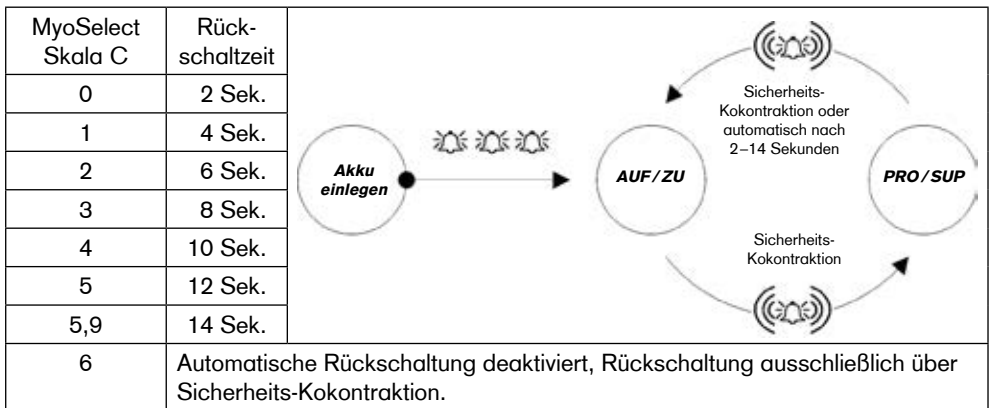 MyoSelect
Skala C
Rück-
schaltzeit
0
2 Sek.
1
4 Sek.
2
6 Sek.
3
8 Sek.
4
10 Sek.
5
12 Sek.
5,9
14 Sek.
Akku
einlegen
AUF/ZU
PRO/SUP
Sicherheits-
Kokontraktion oder
automatisch nach
2–14 Sekunden
Sicherheits-
Kokontraktion
6
Automatische Rückschaltung deaktiviert, Rückschaltung ausschließlich über
Sicherheits-Kokontraktion.